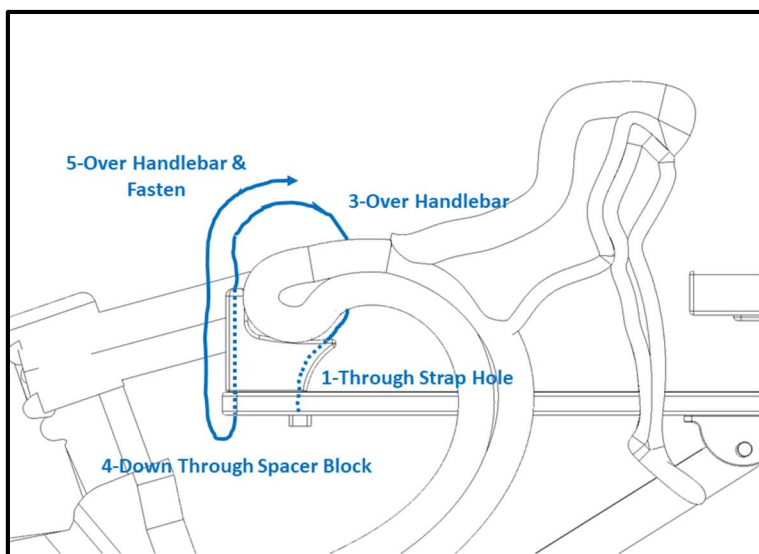 5-Over Handlebar &
Fasten
3-Over Handlebar
1-Through Strap Hole
4-Down Through Spacer Block